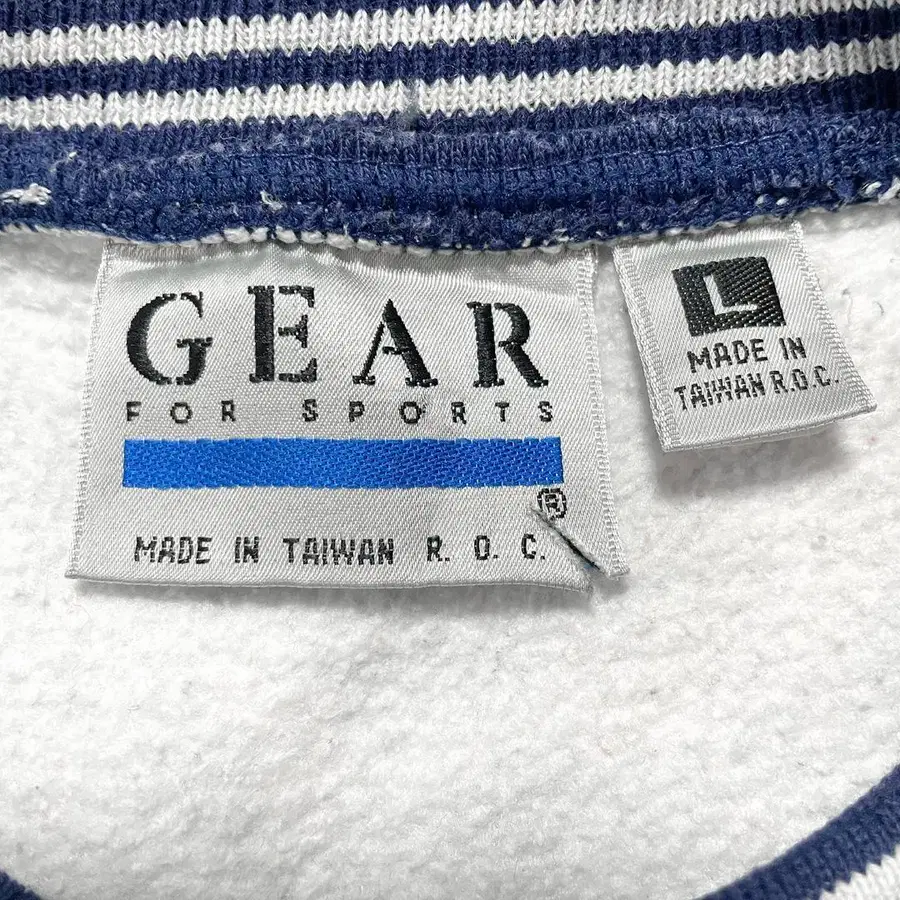 GEAR
FOR SPORTS
®
MADE IN TAIWAN R. O. C.
L
MADE IN
TAIWAN R.O.C.